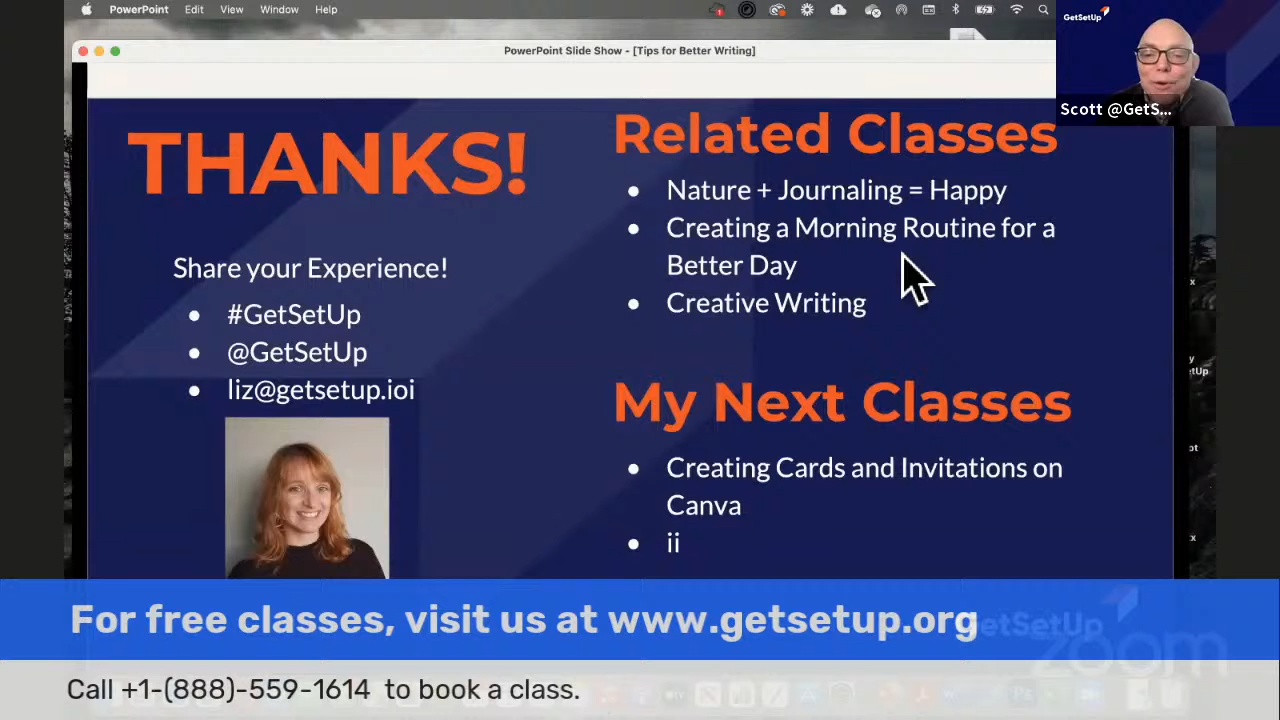 PowerPoint Edit View Window Help
PowerPoint Slide Show - [Tips for Better Writing]
GetSetUp
Scott @GetS...
THANKS!
Share your Experience!
#GetSetUp
@GetSetUp
liz@getsetup.ioi
Related Classes
Nature + Journaling = Happy
Creating a Morning Routine for a
Better Day
Creative Writing
My Next Classes
Creating Cards and Invitations on
Canva
ii
For free classes, visit us at www.getsetup.org
GetSetUp
zoom
Call +1-(888)-559-1614 to book a class.